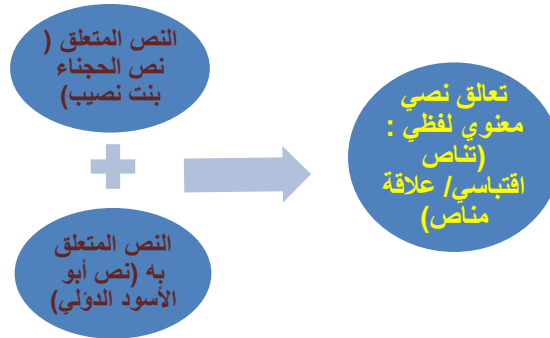 النص المتعلق (
نص الحجناء
بنت نصيب)
النص المتعلق
به (نص أبو
الأسود الدؤلي)
تعالق نصي
معنوي لفظي :
(تناص
اقتباسي/ علاقة
مناص)